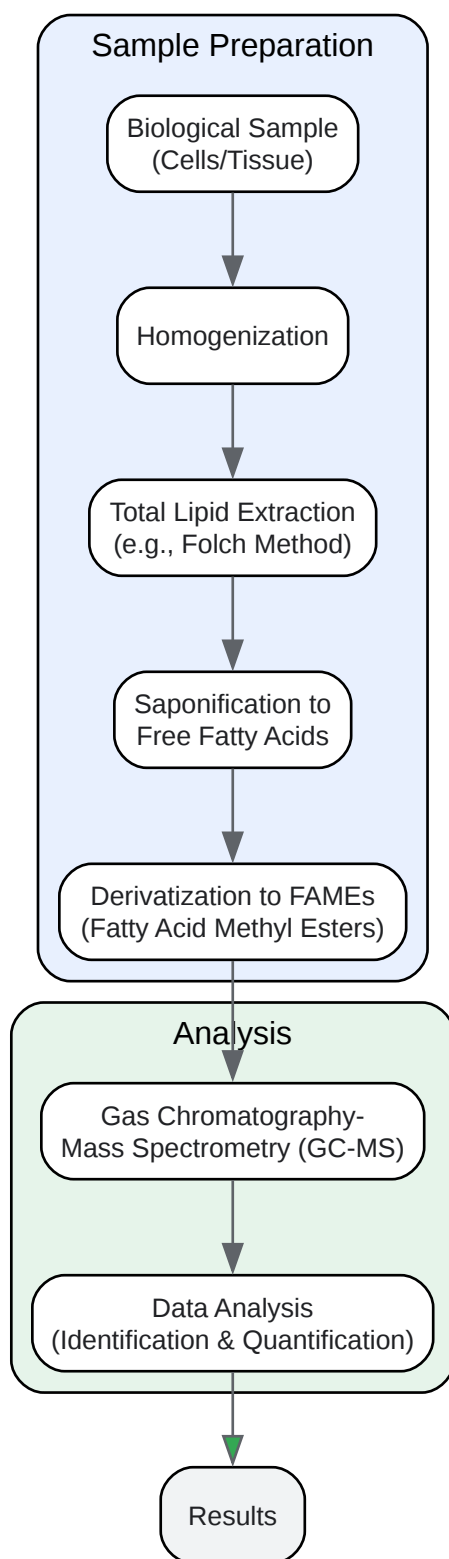 Sample Preparation
Biological Sample
(Cells/Tissue)
Homogenization
Total Lipid Extraction
(e.g., Folch Method)
Saponification to
Free Fatty Acids
Derivatization to FAMEs
(Fatty Acid Methyl Esters)
Analysis
Gas Chromatography-
Mass Spectrometry (GC-MS)
Data Analysis
(Identification & Quantification)
Results